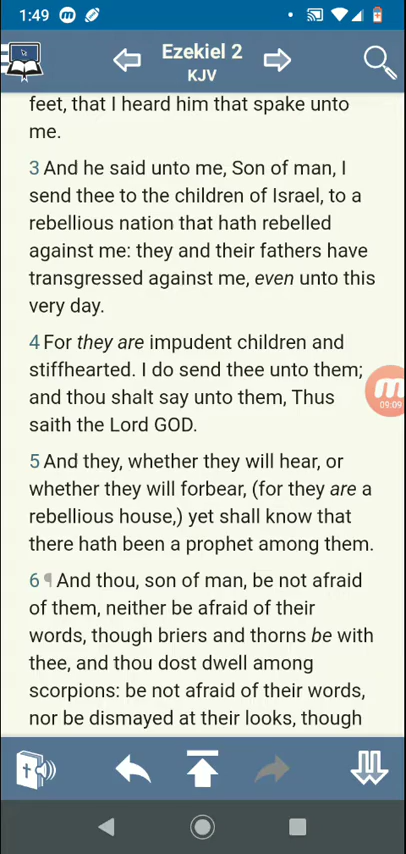 1:49
Ezekiel 2
KJV
feet, that I heard him that spake unto
me.
3 And he said unto me, Son of man, I
send thee to the children of Israel, to a
rebellious nation that hath rebelled
against me: they and their fathers have
transgressed against me, even unto this
very day.
4 For they are impudent children and
stiffhearted. I do send thee unto them;
and thou shalt say unto them, Thus
saith the Lord GOD.
09:09
5 And they, whether they will hear, or
whether they will forbear, (for they are a
rebellious house,) yet shall know that
there hath been a prophet among them.
6 ¶ And thou, son of man, be not afraid
of them, neither be afraid of their
words, though briers and thorns be with
thee, and thou dost dwell among
scorpions: be not afraid of their words,
nor be dismayed at their looks, though